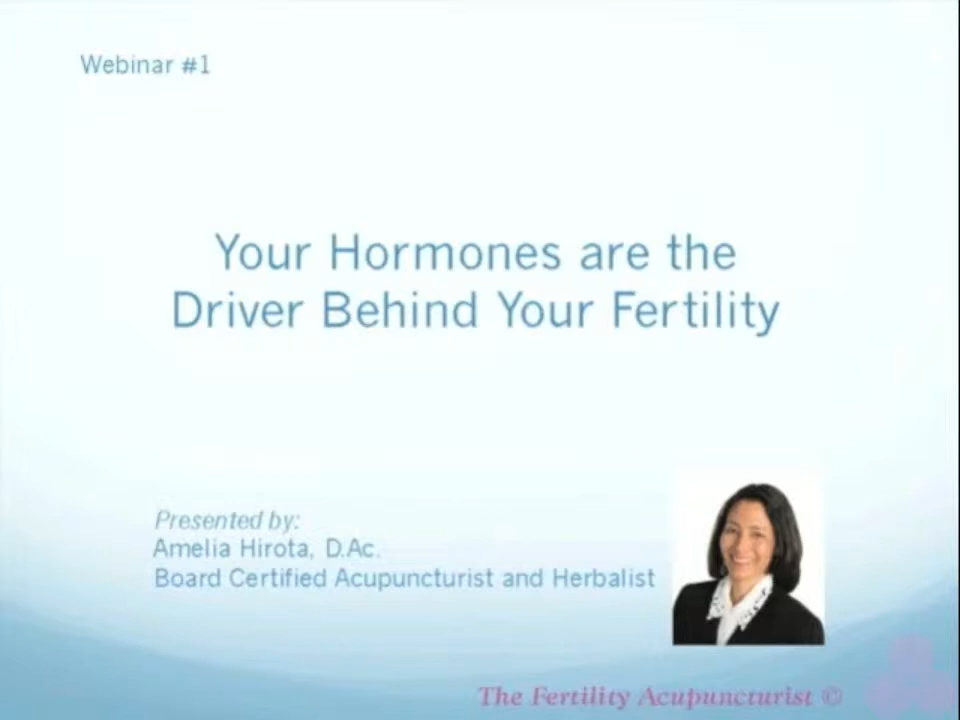 Webinar #1
Your Hormones are the
Driver Behind Your Fertility
Presented by:
Amelia Hirota, D.Ac.
Board Certified Acupuncturist and Herbalist
The Fertility Acupuncturist ©